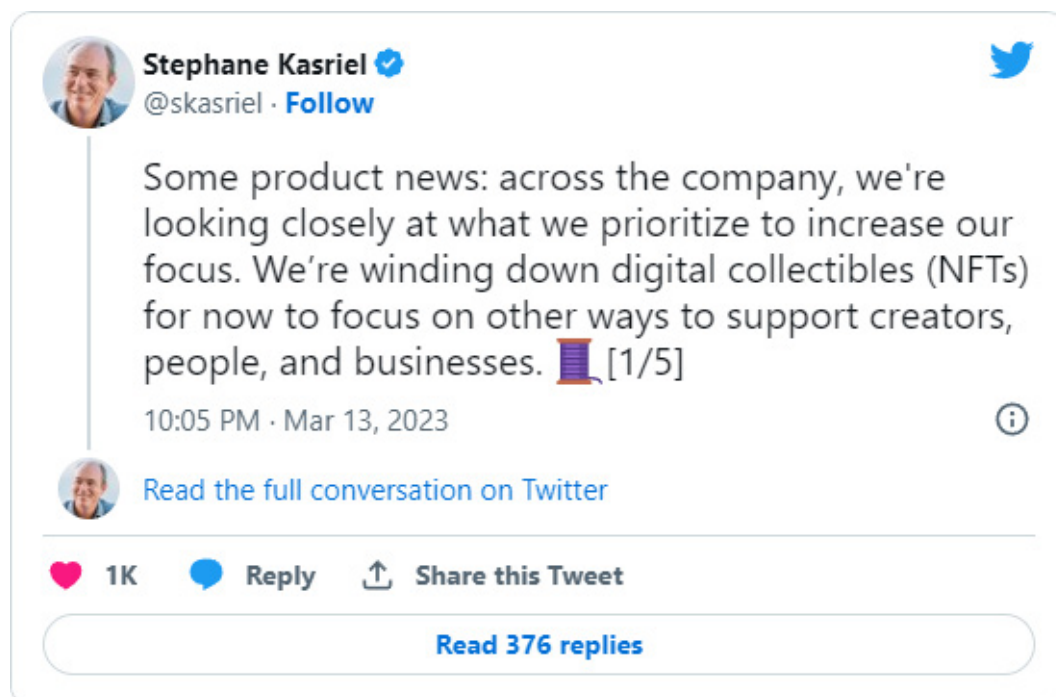 Stephane Kasriel
@skasriel · Follow
Some product news: across the company, we're
looking closely at what we prioritize to increase our
focus. We’re winding down digital collectibles (NFTs)
for now to focus on other ways to support creators,
people, and businesses. 🧵 [1/5]
10:05 PM · Mar 13, 2023
Read the full conversation on Twitter
1K Reply Share this Tweet
Read 376 replies